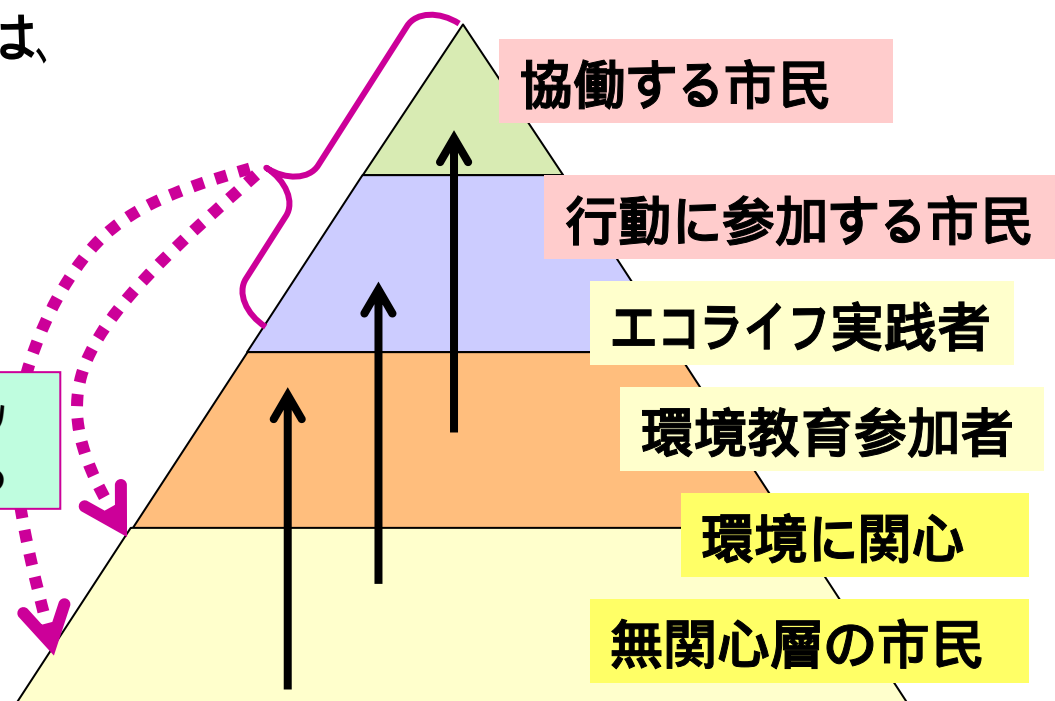 は、
協働する市民
行動に参加する市民
エコライフ実践者
環境教育参加者
環境に関心
無関心層の市民